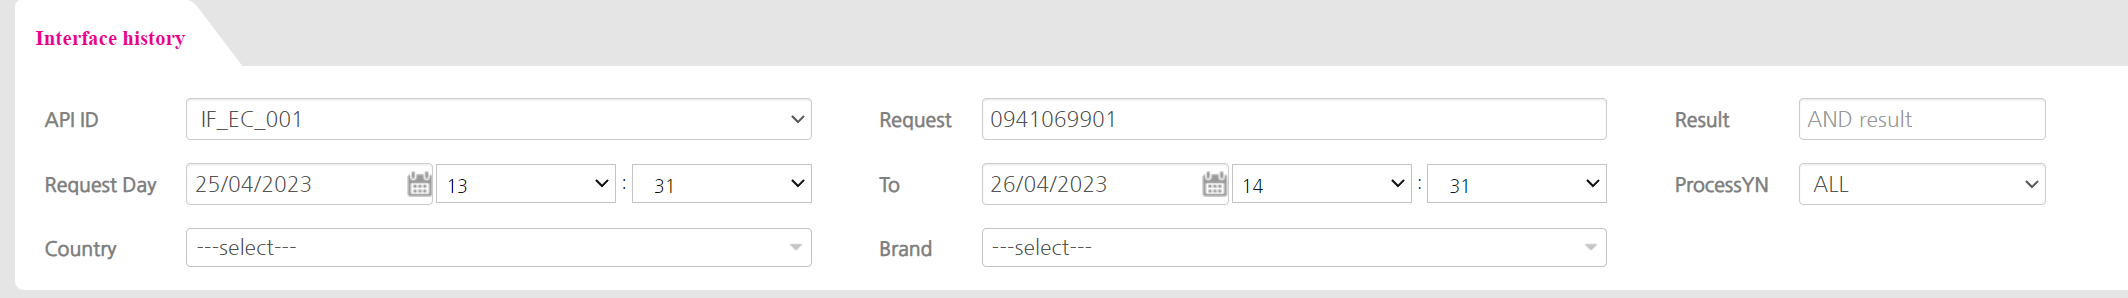 Interface history
API ID IF_EC_001 Request 0941069901 Result AND result
Request Day 25/04/2023 13 : 31 To 26/04/2023 14 : 31 ProcessYN ALL
Country ---select--- Brand ---select---